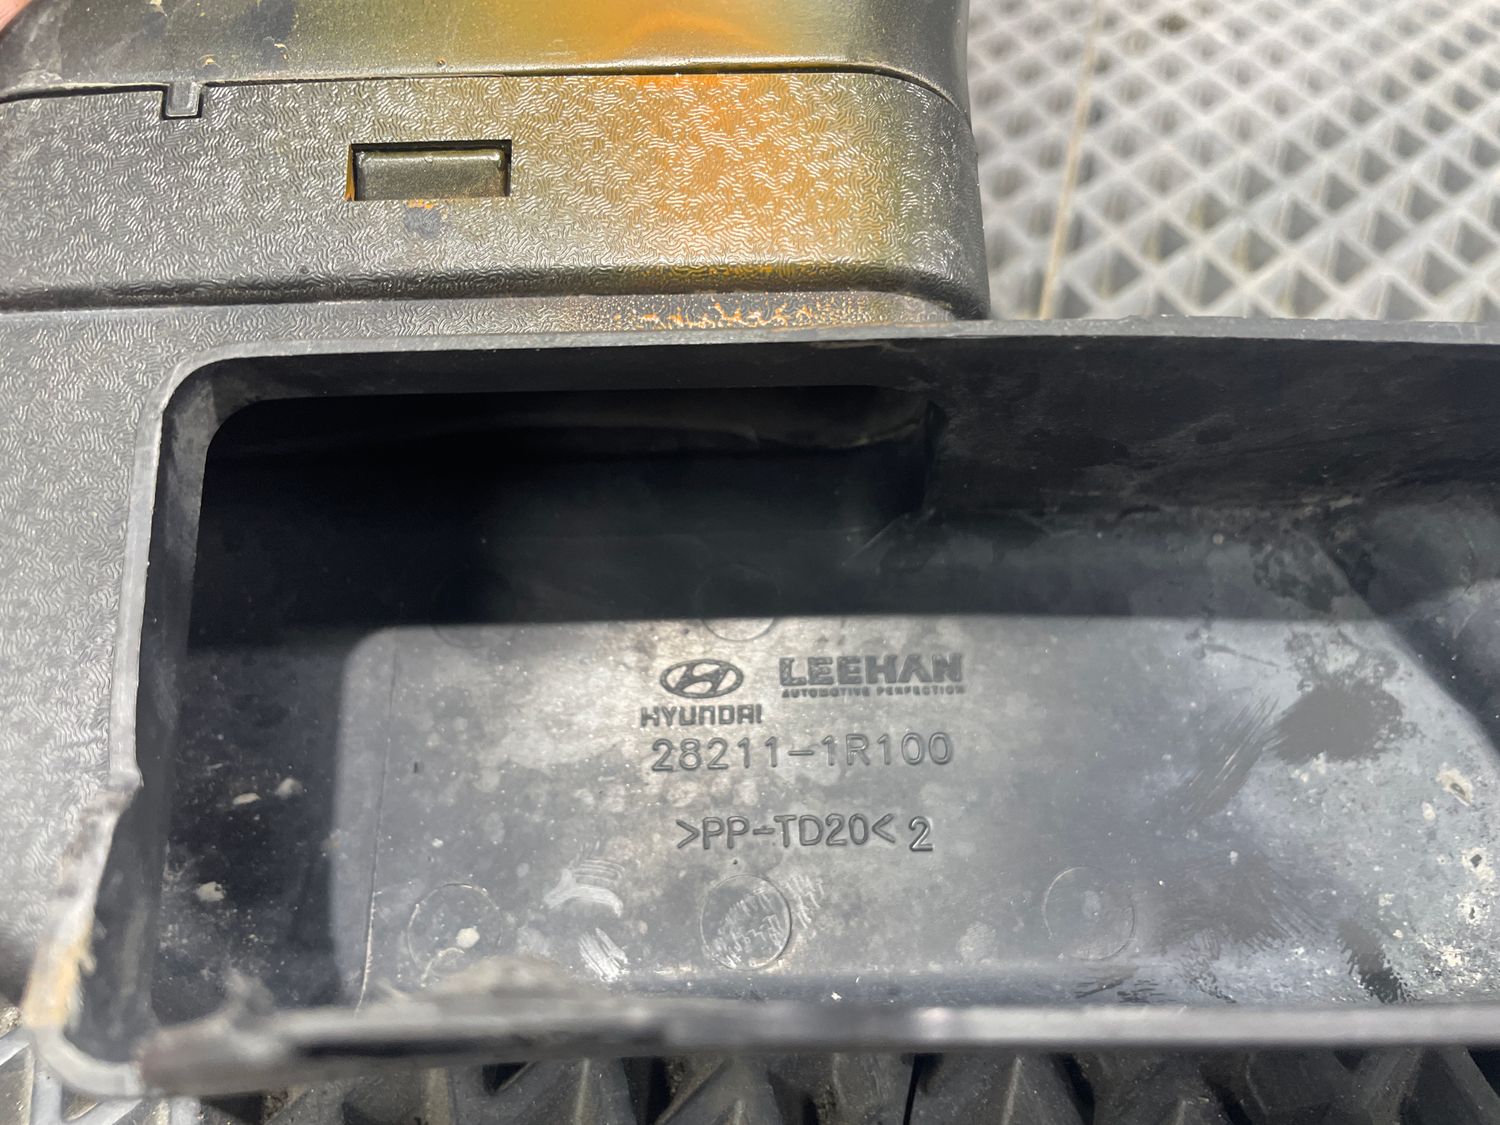 LEEHAN
AUTOMOTIVE PERFECTION
HYUNDAI
28211-1R100
>PP-TD20< 2